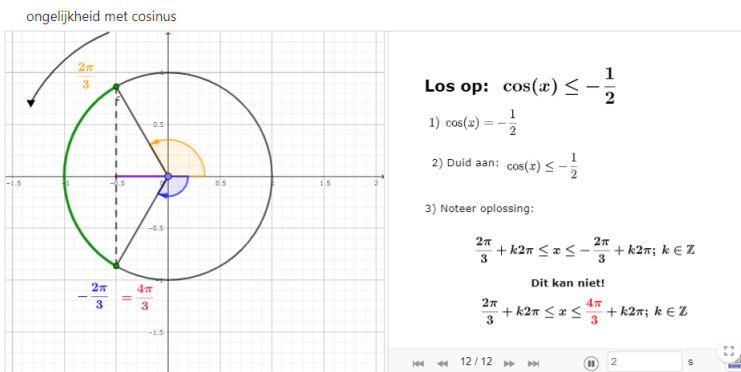 ongelijkheid met cosinus
2π/3
1
0.5
-1.5
-1
-0.5
0
0.5
1
1.5
2
-0.5
-1
-1.5
-2π/3 = 4π/3
Los op: cos(x) ≤ -1/2
1) cos(x) = -1/2
2) Duid aan: cos(x) ≤ -1/2
3) Noteer oplossing:
2π/3 + k2π ≤ x ≤ -2π/3 + k2π; k ∈ ℤ
Dit kan niet!
2π/3 + k2π ≤ x ≤ 4π/3 + k2π; k ∈ ℤ
12 / 12
2
s